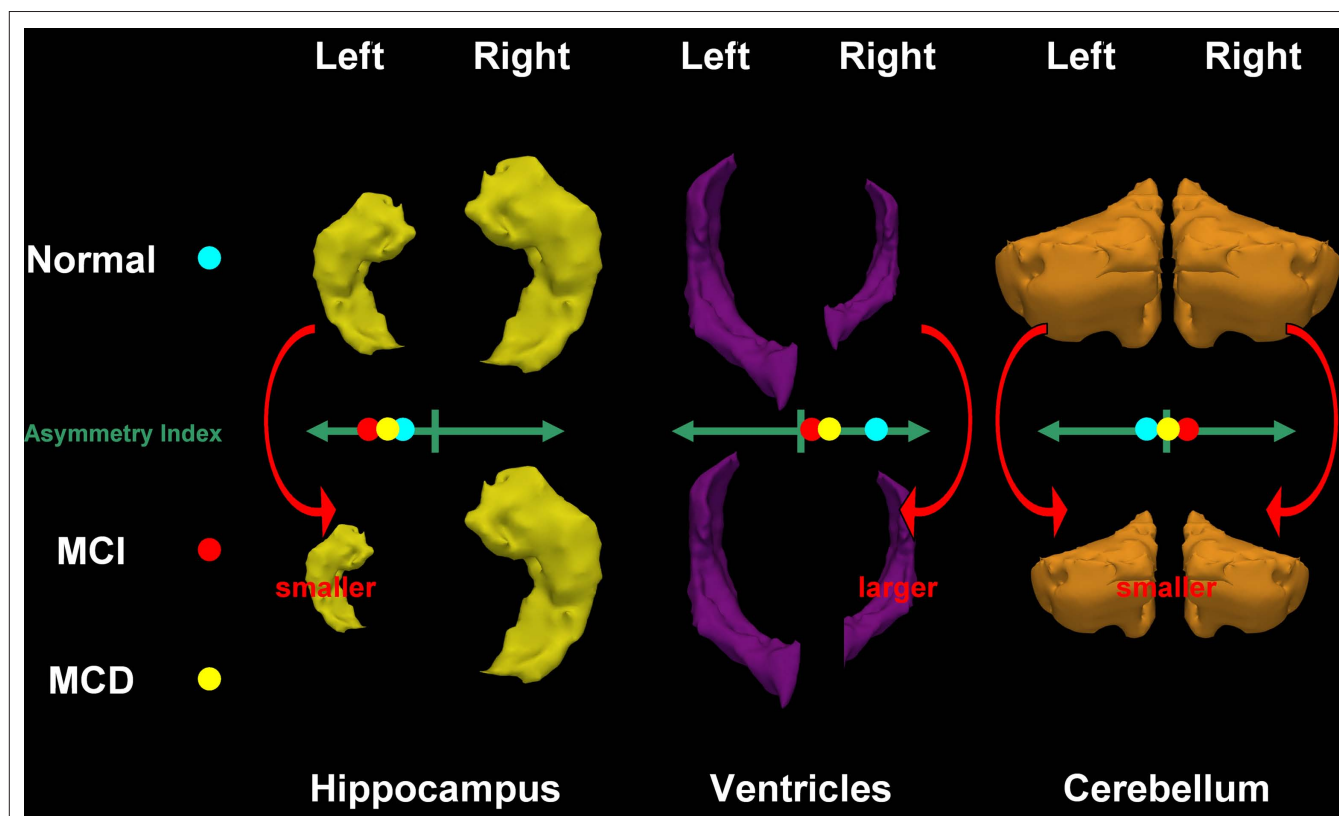 Left Right Left Right Left Right
Normal
Asymmetry Index
MCI
smaller larger smaller
MCD
Hippocampus Ventricles Cerebellum